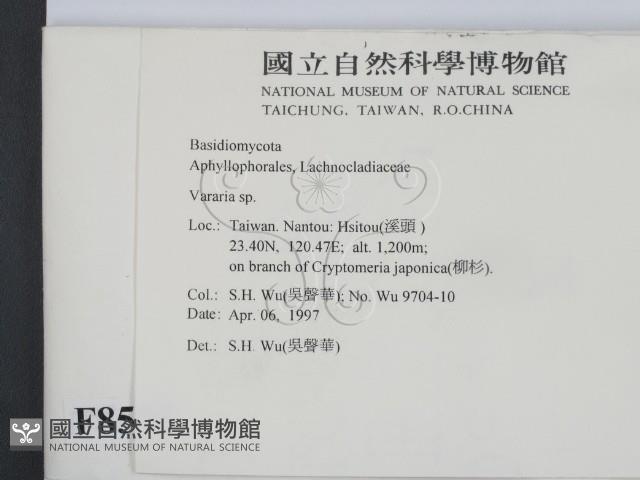 國立自然科學博物館
NATIONAL MUSEUM OF NATURAL SCIENCE
TAICHUNG, TAIWAN, R.O.CHINA
Basidiomycota
Aphyllophorales, Lachnocladiaceae
Vararia sp.
Loc.: Taiwan. Nantou: Hsitou(溪頭 )
23.40N, 120.47E; alt. 1,200m;
on branch of Cryptomeria japonica(柳杉).
Col.: S.H. Wu(吳聲華); No. Wu 9704-10
Date: Apr. 06, 1997
Det.: S.H. Wu(吳聲華)
F85
國立自然科學博物館
NATIONAL MUSEUM OF NATURAL SCIENCE